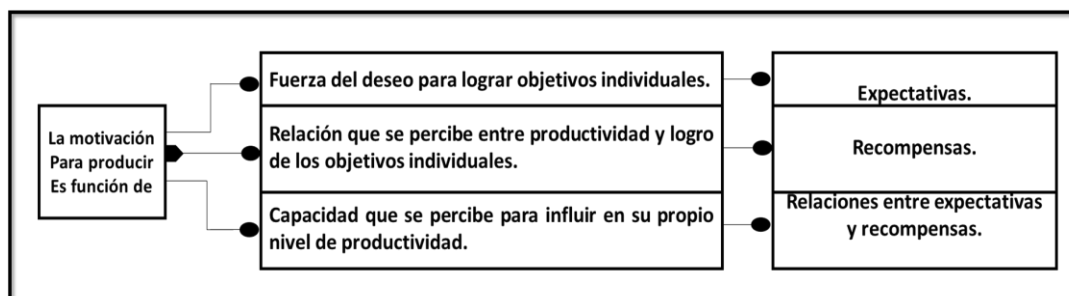 La motivación
Para producir
Es función de
Fuerza del deseo para lograr objetivos individuales.
Relación que se percibe entre productividad y logro
de los objetivos individuales.
Capacidad que se percibe para influir en su propio
nivel de productividad.
Expectativas.
Recompensas.
Relaciones entre expectativas
y recompensas.